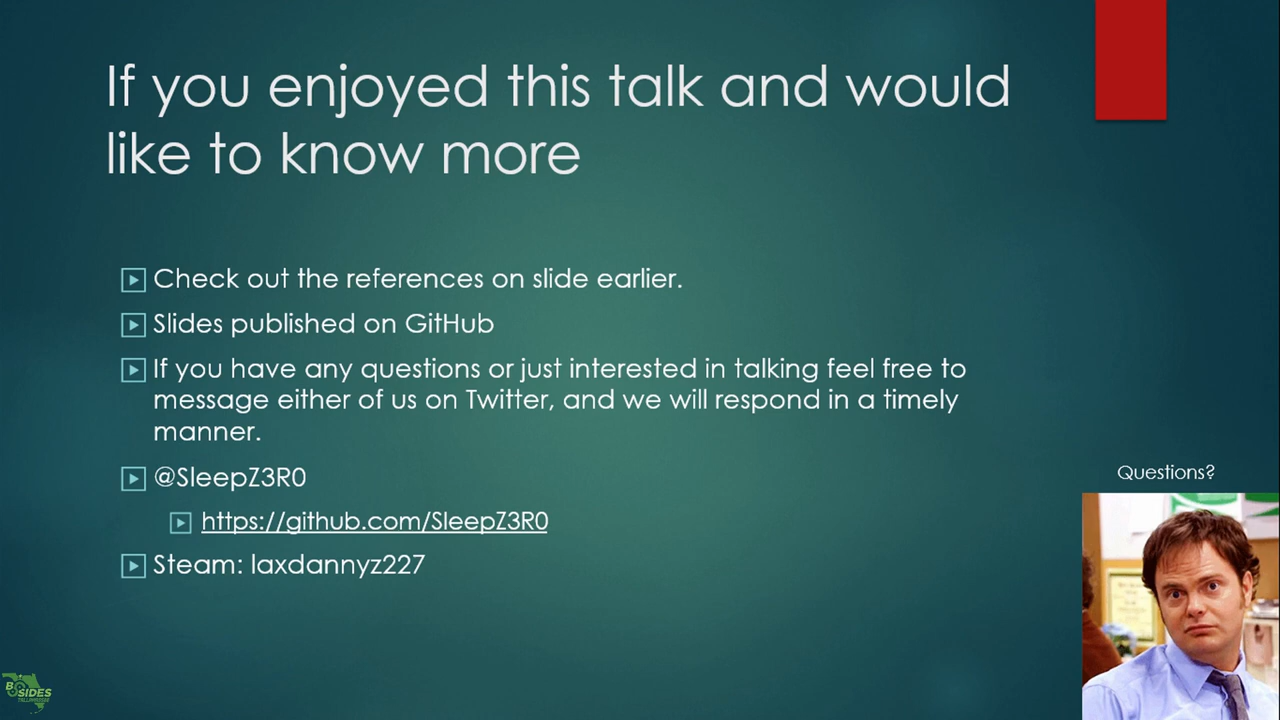 If you enjoyed this talk and would
like to know more
Check out the references on slide earlier.
Slides published on GitHub
If you have any questions or just interested in talking feel free to
message either of us on Twitter, and we will respond in a timely
manner.
@SleepZ3R0
https://github.com/SleepZ3R0
Steam: laxdannyz227
Questions?
BSIDES
TALLAHASSEE